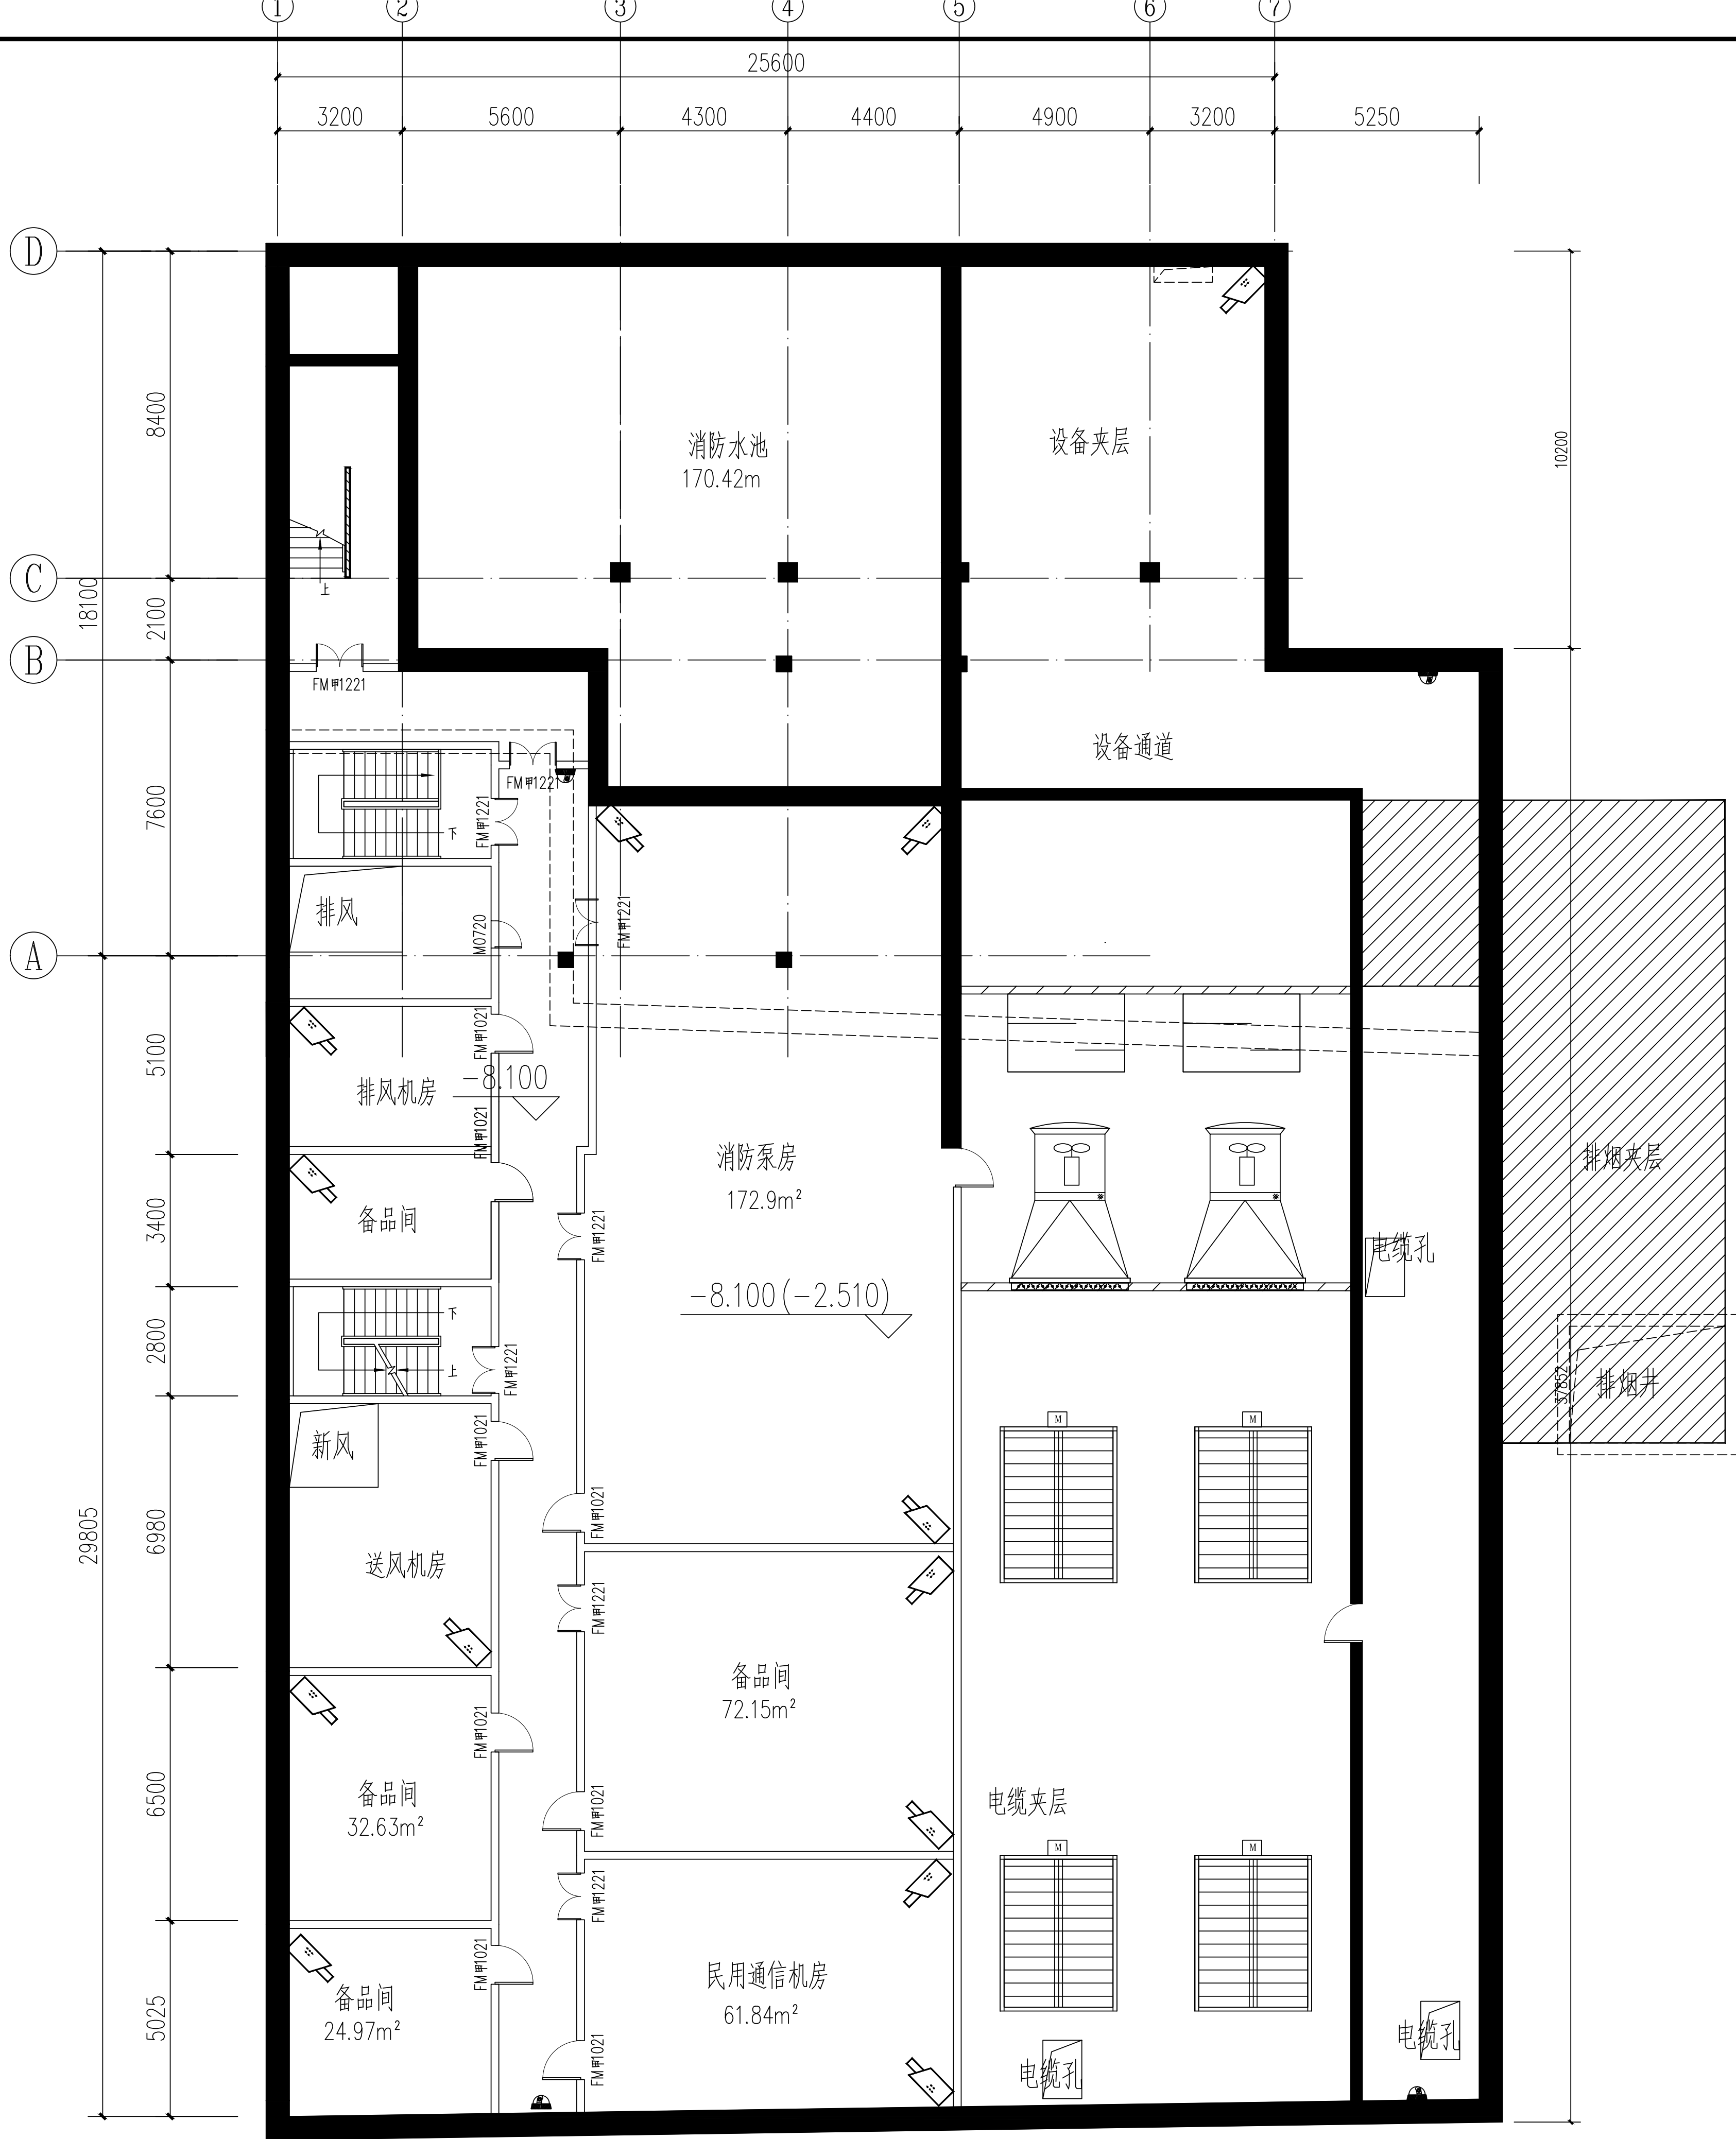 1 2 3 4 5 6 7
25600
3200 5600 4300 4400 4900 3200 5250
D
8400
消防水池
170.42m
设备夹层
10200
C
18100
2100
上
B
FM甲1221
设备通道
FM甲1221
FM甲1221
7600
下
排风
M0720
FM甲1221
A
5100
FM甲1021
排风机房
-8.100
FM甲1021
消防泵房
172.9m²
排烟夹层
3400
备品间
FM甲1221
电缆孔
-8.100(-2.510)
2800
下
上
FM甲1221
37852
排烟井
新风
FM甲1021
M M
29805
6980
FM甲1021
送风机房
FM甲1221
备品间
72.15m²
FM甲1021
6500
备品间
32.63m²
FM甲1021
电缆夹层
M M
FM甲1221
FM甲1021
民用通信机房
61.84m²
5025
备品间
24.97m²
FM甲1021
电缆孔
电缆孔